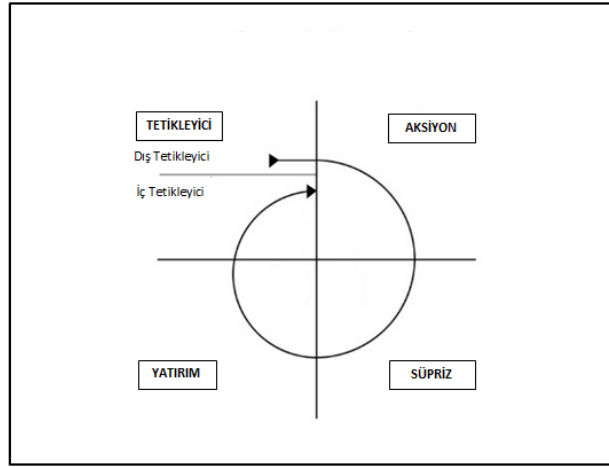 TETİKLEYİCİ
AKSİYON
Dış Tetikleyici
İç Tetikleyici
YATIRIM
SÜPRİZ